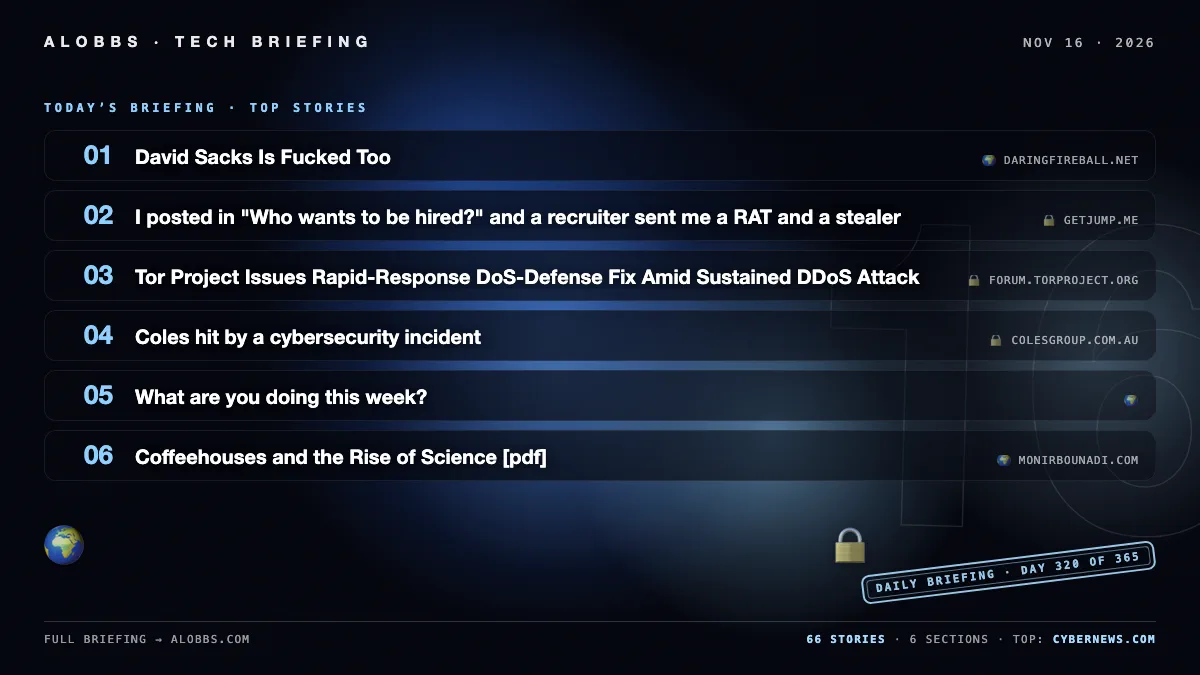 ALOBBS · TECH BRIEFING
NOV 16 · 2026
TODAY’S BRIEFING · TOP STORIES
01 David Sacks Is Fucked Too DARINGFIREBALL.NET
02 I posted in "Who wants to be hired?" and a recruiter sent me a RAT and a stealer GETJUMP.ME
03 Tor Project Issues Rapid-Response DoS-Defense Fix Amid Sustained DDoS Attack FORUM.TORPROJECT.ORG
04 Coles hit by a cybersecurity incident COLESGROUP.COM.AU
05 What are you doing this week?
06 Coffeehouses and the Rise of Science [pdf] MONIRBOUNADI.COM
16
DAILY BRIEFING · DAY 320 OF 365
FULL BRIEFING → ALOBBS.COM
66 STORIES · 6 SECTIONS · TOP: CYBERNEWS.COM